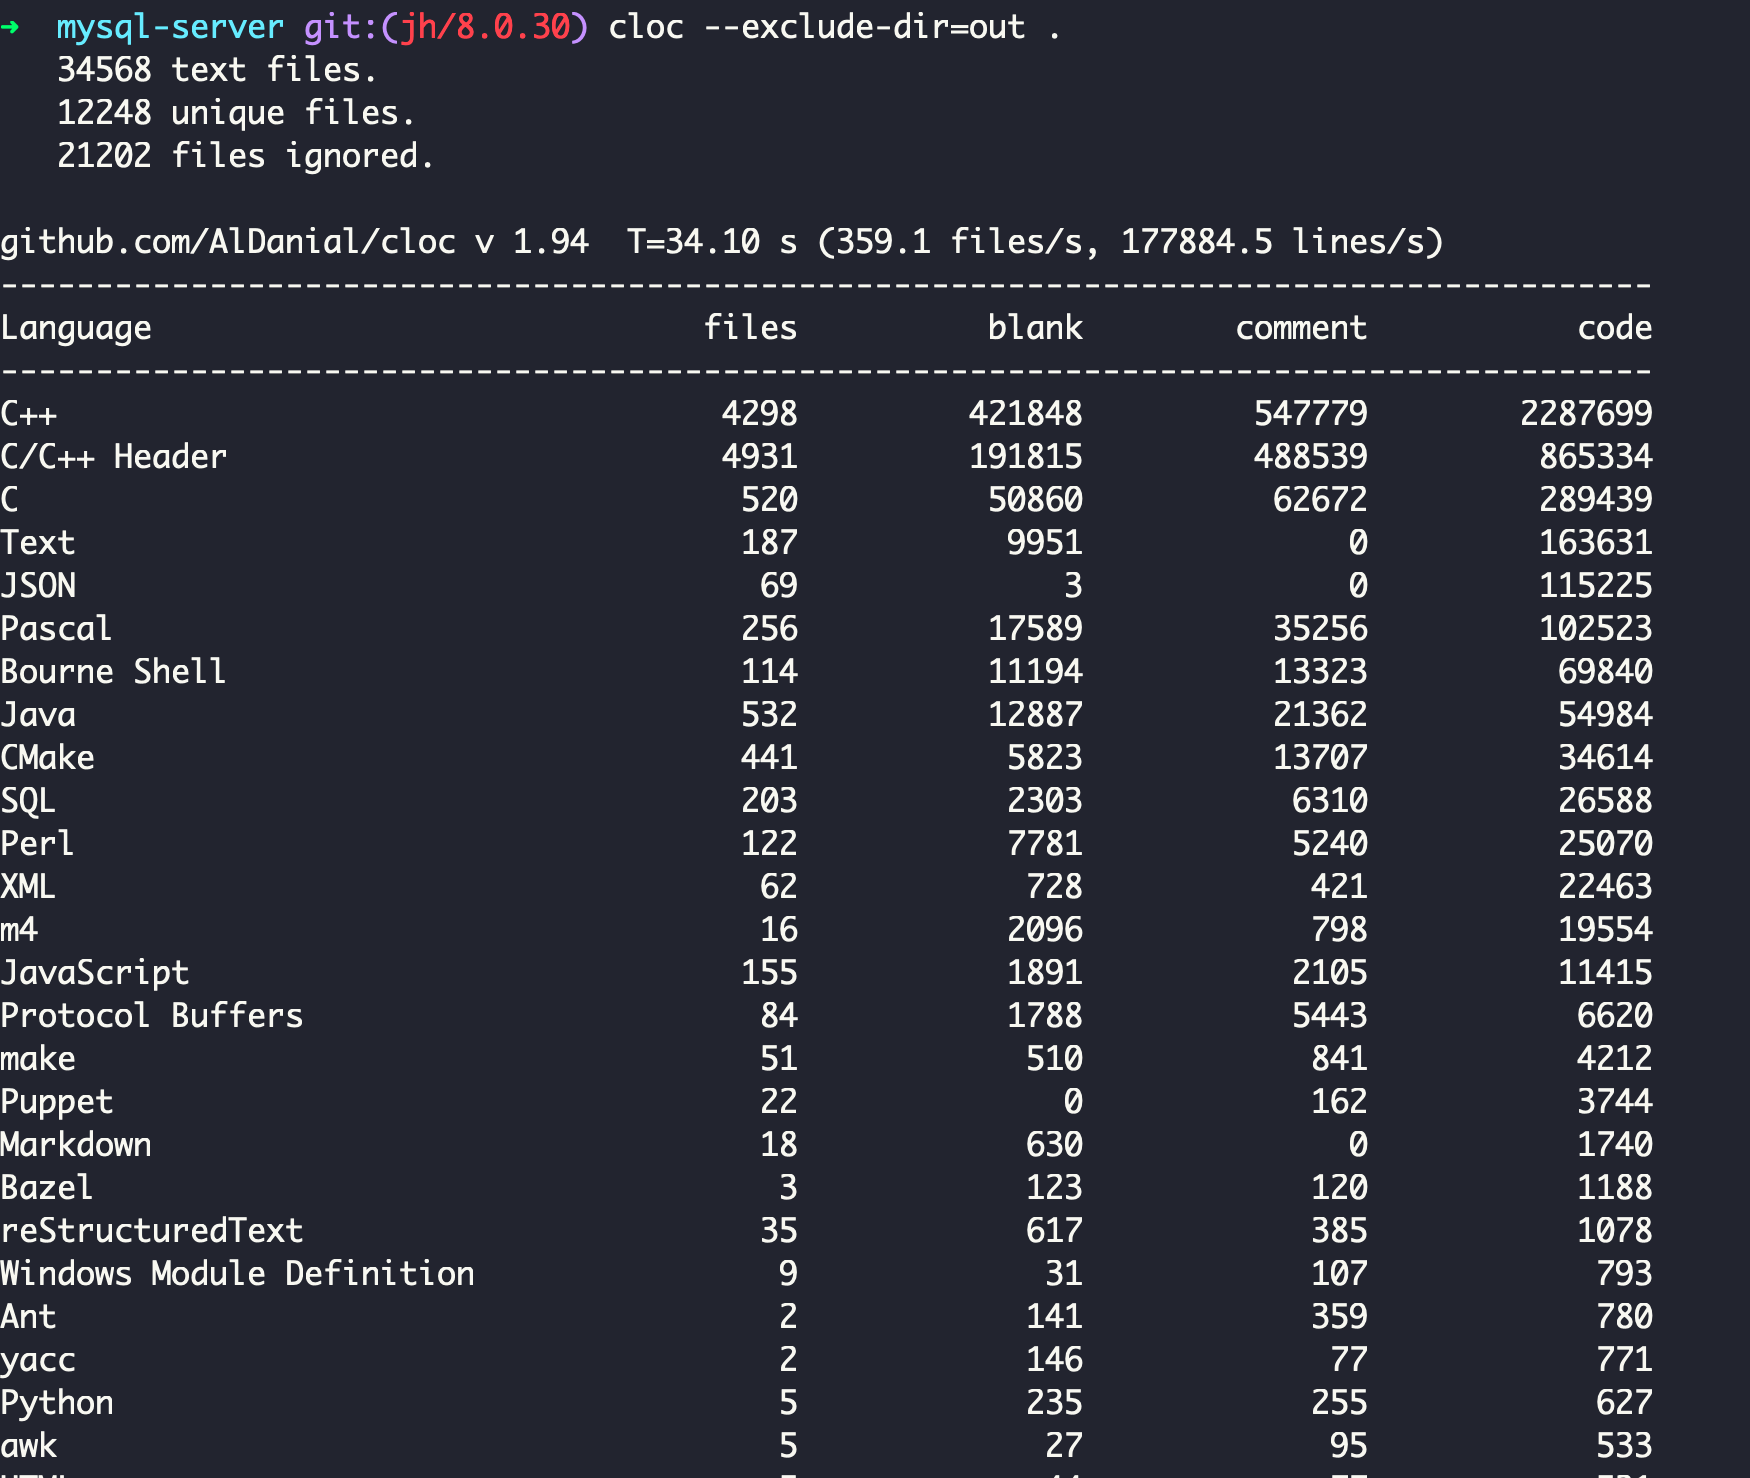 ➜  mysql-server git:(jh/8.0.30) cloc --exclude-dir=out .
34568 text files.
12248 unique files.
21202 files ignored.
github.com/AlDanial/cloc v 1.94  T=34.10 s (359.1 files/s, 177884.5 lines/s)
---------------------------------------------------------------------------------------
Language                     files          blank        comment           code
---------------------------------------------------------------------------------------
C++ 4298 421848 547779 2287699
C/C++ Header 4931 191815 488539 865334
C 520 50860 62672 289439
Text 187 9951 0 163631
JSON 69 3 0 115225
Pascal 256 17589 35256 102523
Bourne Shell 114 11194 13323 69840
Java 532 12887 21362 54984
CMake 441 5823 13707 34614
SQL 203 2303 6310 26588
Perl 122 7781 5240 25070
XML 62 728 421 22463
m4 16 2096 798 19554
JavaScript 155 1891 2105 11415
Protocol Buffers 84 1788 5443 6620
make 51 510 841 4212
Puppet 22 0 162 3744
Markdown 18 630 0 1740
Bazel 3 123 120 1188
reStructuredText 35 617 385 1078
Windows Module Definition 9 31 107 793
Ant 2 141 359 780
yacc 2 146 77 771
Python 5 235 255 627
awk 5 27 95 533